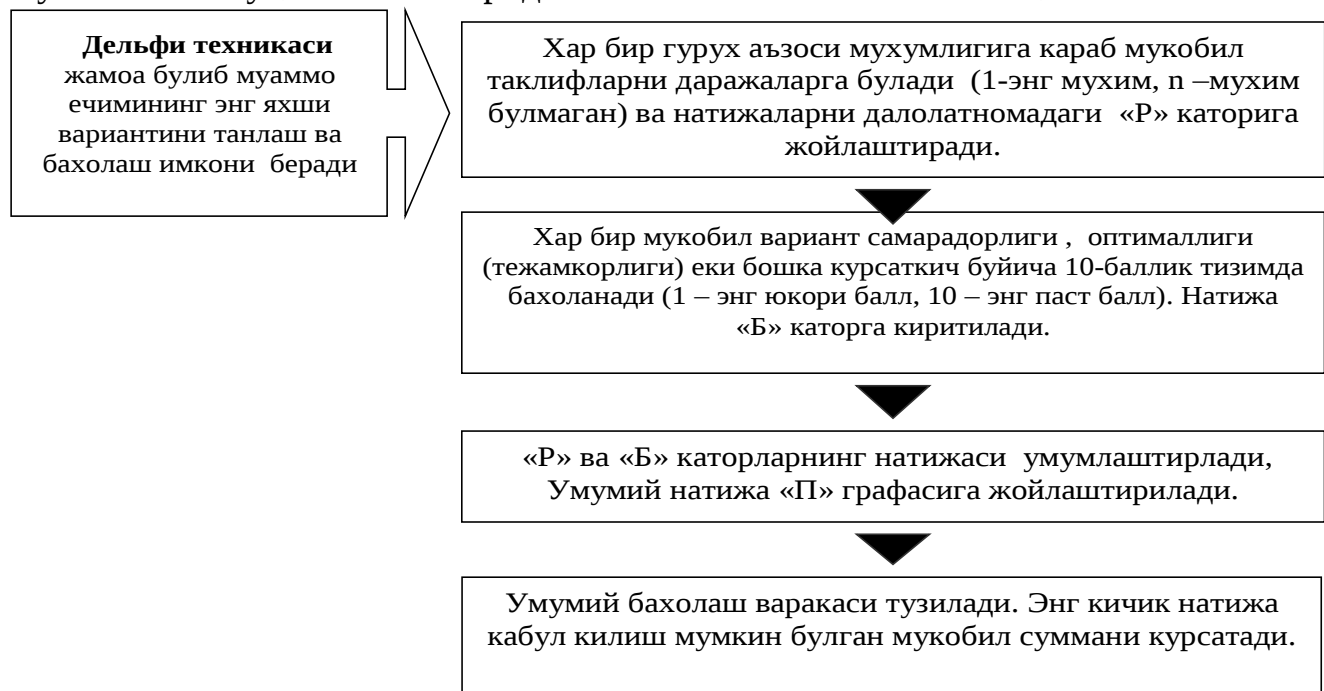 Дельфи техникаси
жамоа булиб муаммо
ечимининг энг яхши
вариантини танлаш ва
бахолаш имкони беради
Хар бир гурух аъзоси мухумлигига караб мукобил
таклифларни даражаларга булади (1-энг мухим, n –мухим
булмаган) ва натижаларни далолатномадаги «Р» каторига
жойлаштиради.
Хар бир мукобил вариант самарадорлиги , оптималлиги
(тежамкорлиги) еки бошка курсаткич буйича 10-баллик тизимда
бахоланади (1 – энг юкори балл, 10 – энг паст балл). Натижа
«Б» каторга киритилади.
«Р» ва «Б» каторларнинг натижаси умумлаштирлади,
Умумий натижа «П» графасига жойлаштирилади.
Умумий бахолаш варакаси тузилади. Энг кичик натижа
кабул килиш мумкин булган мукобил суммани курсатади.